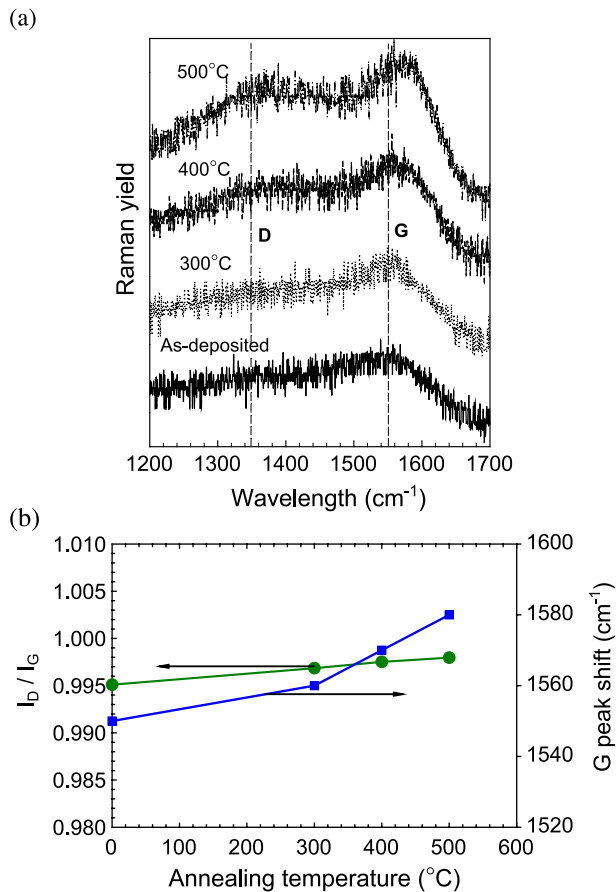 (a)
500°C
400°C
D
G
300°C
As-deposited
Raman yield
1200 1300 1400 1500 1600 1700
Wavelength (cm⁻¹)
(b)
1.010
1.005
1.000
0.995
0.990
0.985
0.980
I_D / I_G
1600
1580
1560
1540
1520
G peak shift (cm⁻¹)
0 100 200 300 400 500 600
Annealing temperature (°C)